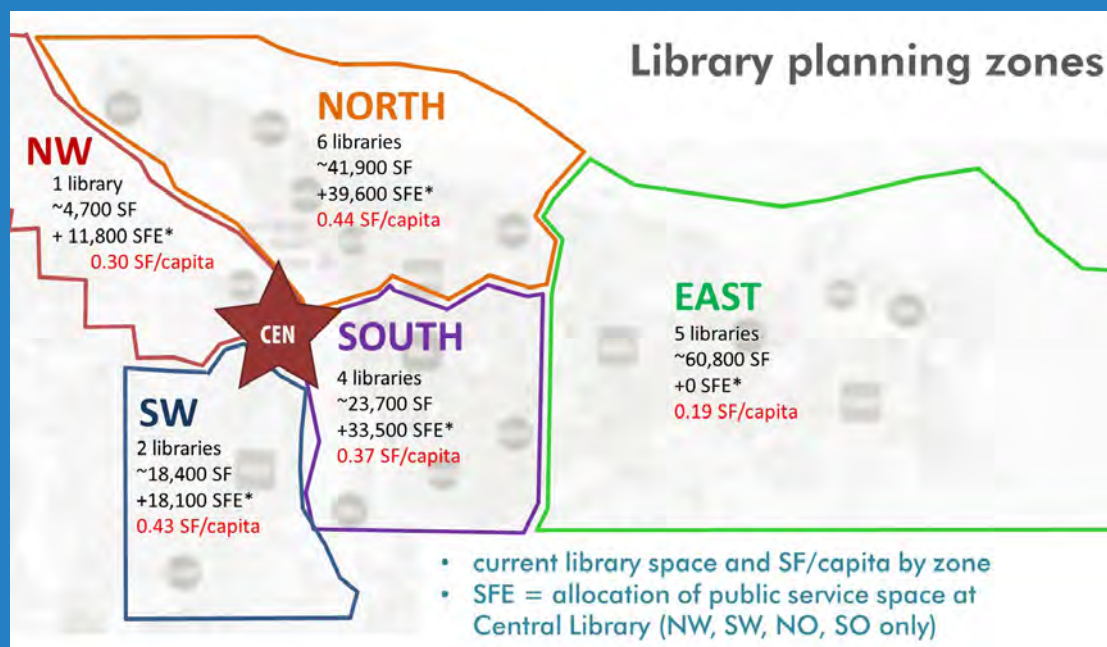 Library planning zones
NORTH
6 libraries
~41,900 SF
+39,600 SFE*
0.44 SF/capita
NW
1 library
~4,700 SF
+ 11,800 SFE*
0.30 SF/capita
CEN
SOUTH
4 libraries
~23,700 SF
+33,500 SFE*
0.37 SF/capita
EAST
5 libraries
~60,800 SF
+0 SFE*
0.19 SF/capita
SW
2 libraries
~18,400 SF
+18,100 SFE*
0.43 SF/capita
• current library space and SF/capita by zone
• SFE = allocation of public service space at
Central Library (NW, SW, NO, SO only)